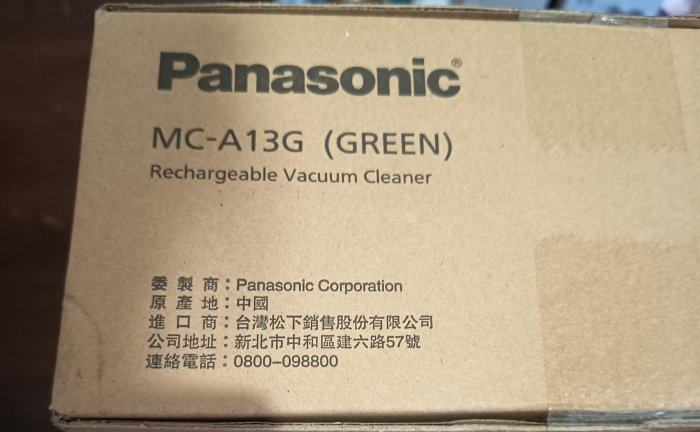 Panasonic®
MC-A13G (GREEN)
Rechargeable Vacuum Cleaner
委 製 商：Panasonic Corporation
原 產 地：中國
進 口 商：台灣松下銷售股份有限公司
公司地址：新北市中和區建六路57號
連絡電話：0800–098800